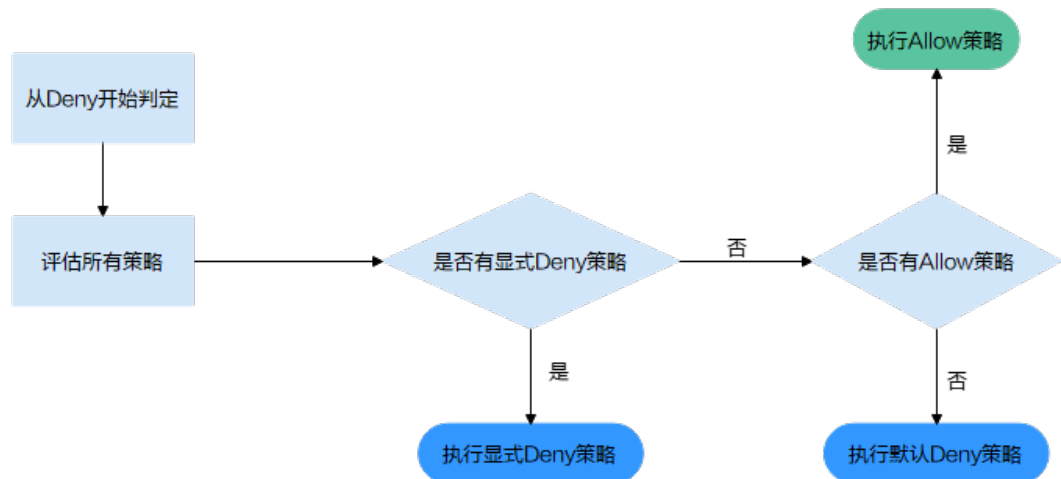 执行Allow策略
从Deny开始判定
是
评估所有策略
是否有显式Deny策略
否
是否有Allow策略
是
否
执行显式Deny策略
执行默认Deny策略